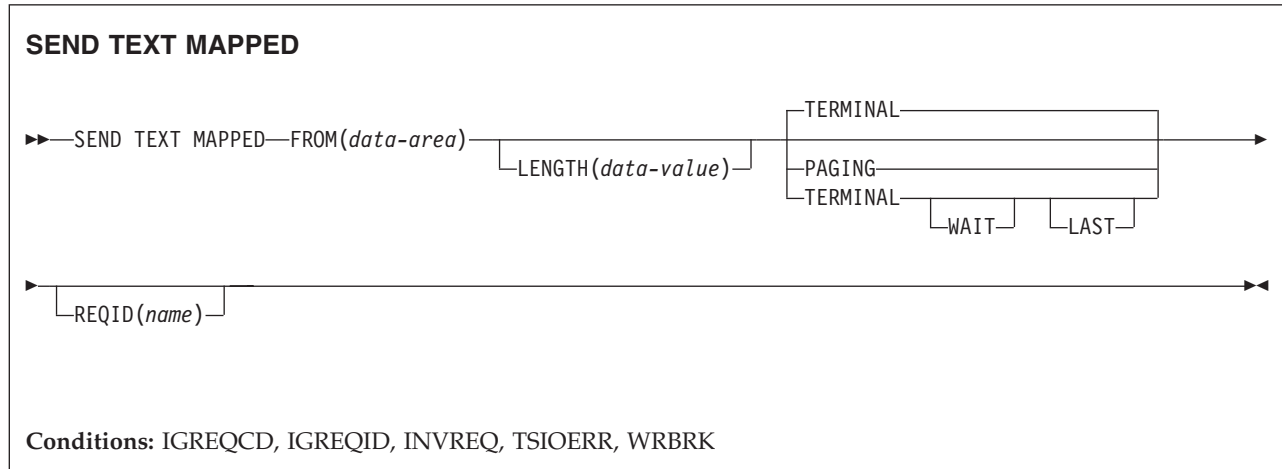 SEND TEXT MAPPED
TERMINAL
SEND TEXT MAPPED FROM(data-area)
LENGTH(data-value)
PAGING
TERMINAL
WAIT LAST
REQID(name)
Conditions: IGREQCD, IGREQID, INVREQ, TSIOERR, WRBRK